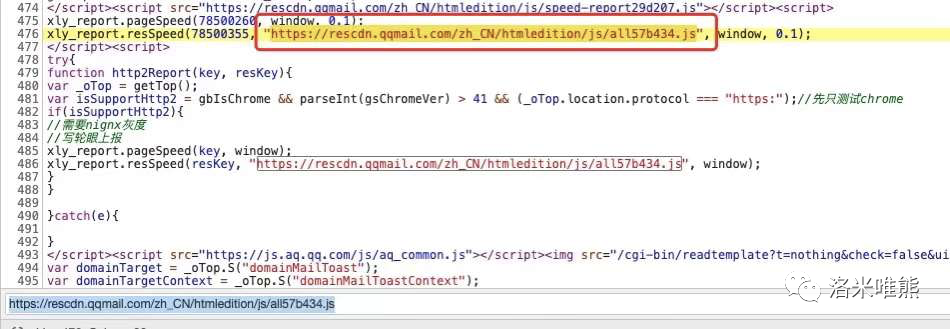 474 </script><script src="https://rescdn.qqmail.com/zh_CN/htmledition/js/speed-report29d207.js"></script><script>
475 xly_report.pageSpeed(78500260, window, 0.1);
476 xly_report.resSpeed(78500355, "https://rescdn.qqmail.com/zh_CN/htmledition/js/all57b434.js", window, 0.1);
477 </script><script>
478 try{
479 function http2Report(key, resKey){
480 var _oTop = getTop();
481 var isSupportHttp2 = gbIsChrome && parseInt(gsChromeVer) > 41 && (_oTop.location.protocol === "https:");//先只测试chrome
482 if(isSupportHttp2){
483 //需要nignx灰度
484 //写轮眼上报
485 xly_report.pageSpeed(key, window);
486 xly_report.resSpeed(resKey, "https://rescdn.qqmail.com/zh_CN/htmledition/js/all57b434.js", window);
487 }
488 }
489
490 }catch(e){
491
492 }
493 </script><script src="https://js.aq.qq.com/js/aq_common.js"></script><img src="/cgi-bin/readtemplate?t=nothing&check=false&ui
494 var domainTarget = _oTop.S("domainMailToast");
495 var domainTargetContext = _oTop.S("domainMailToastContext");
洛米唯熊
https://rescdn.qqmail.com/zh_CN/htmledition/js/all57b434.js